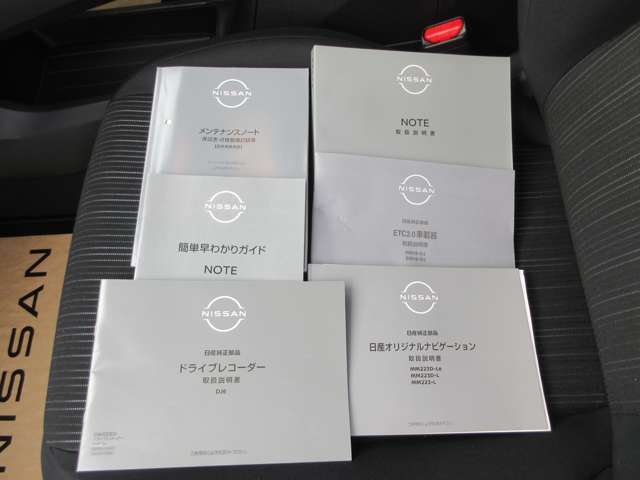 NISSAN
メンテナンスノート
NISSAN
NOTE
取扱説明書
NISSAN
簡単早わかりガイド
NOTE
NISSAN
日産純正部品
ETC2.0車載器
取扱説明書
NISSAN
日産純正部品
ドライブレコーダー
取扱説明書
DJ6
NISSAN
日産純正部品
日産オリジナルナビゲーション
取扱説明書
MM223D-Le
MM223D-L
MM222-L
NISSAN